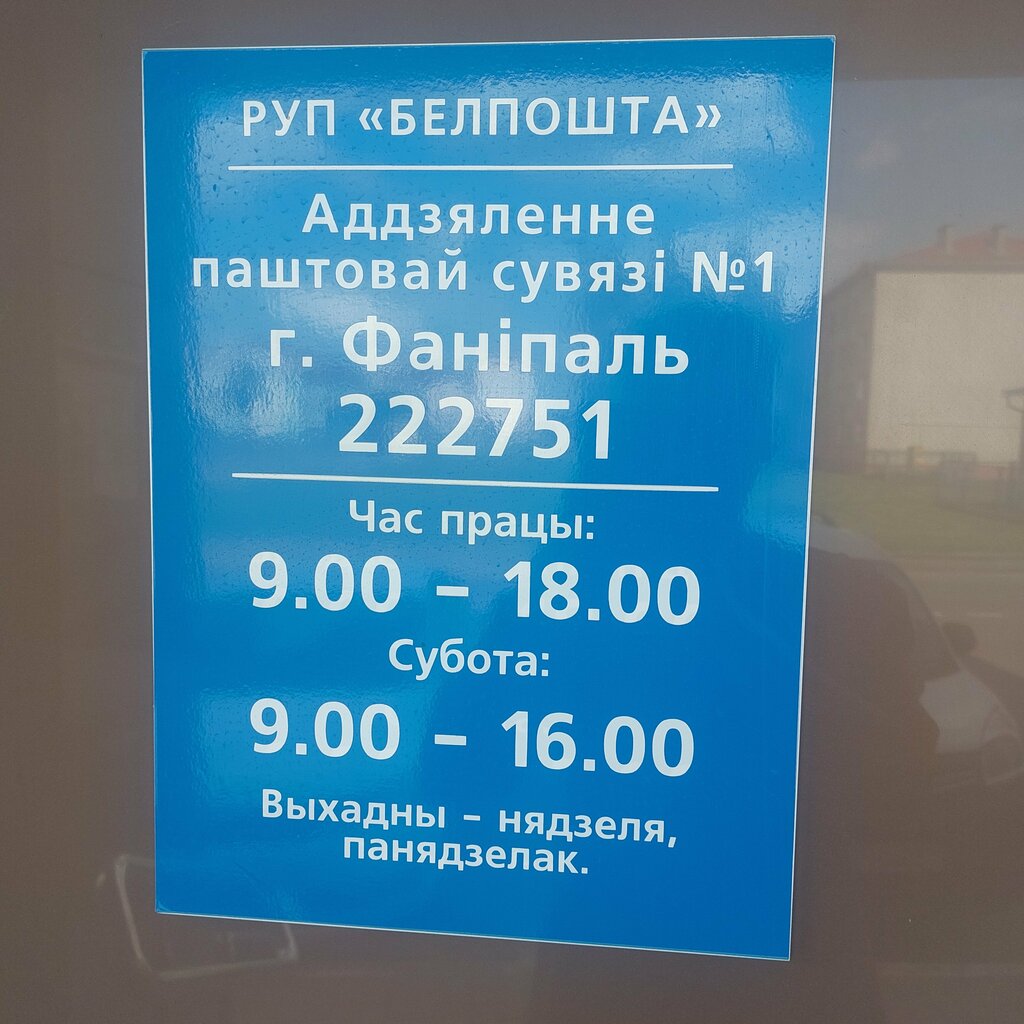 РУП «БЕЛПОШТА»
Аддзяленне
паштовай сувязі №1
г. Фаніпаль
222751
Час працы:
9.00 – 18.00
Субота:
9.00 – 16.00
Выхадны – нядзеля,
панядзелак.